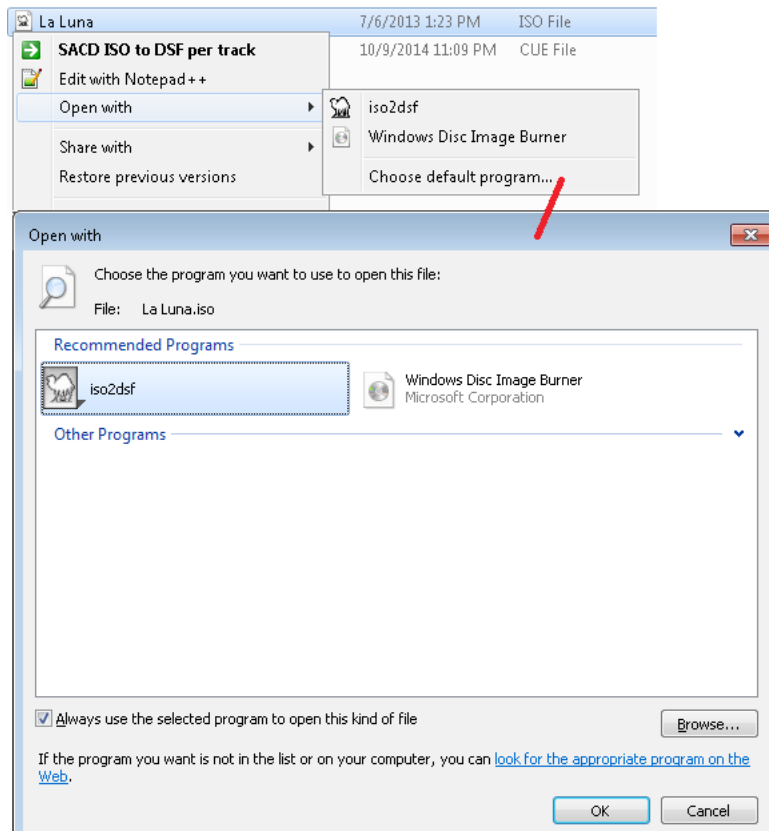 La Luna 7/6/2013 1:23 PM ISO File
SACD ISO to DSF per track 10/9/2014 11:09 PM CUE File
Edit with Notepad++
Open with
iso2dsf
Windows Disc Image Burner
Share with
Restore previous versions
Choose default program...
Open with
Choose the program you want to use to open this file:
File: La Luna.iso
Recommended Programs
iso2dsf
Windows Disc Image Burner
Microsoft Corporation
Other Programs
Always use the selected program to open this kind of file
Browse...
If the program you want is not in the list or on your computer, you can look for the appropriate program on the
Web.
OK Cancel